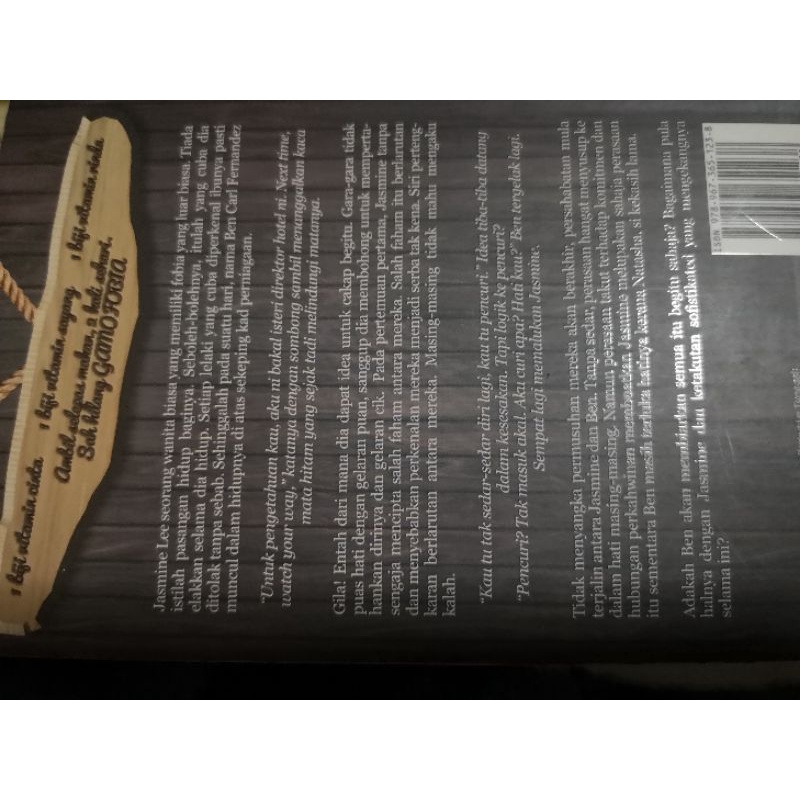 1 biji vitamin cinta 1 biji vitamin sayang 1 biji vitamin rindu
Ambil selepas makan, 2 kali sehari.
Sah hilang GAMOFOBIA
Jasmine Lee seorang wanita biasa yang memiliki fobia yang luar biasa. Tiada
istilah pasangan hidup baginya. Seboleh-bolehnya, itulah yang cuba dia
elakkan selama dia hidup. Setiap lelaki yang cuba diperkenal ibunya pasti
ditolak tanpa sebab. Sehinggalah pada suatu hari, nama Ben Carl Fernandez
muncul dalam hidupnya di atas sekeping kad perniagaan.
“Untuk pengetahuan kau, aku ni bakal isteri direktor hotel ni. Next time,
watch your way,” katanya dengan sombong sambil menanggalkan kaca
mata hitam yang sejak tadi melindungi matanya.
Gila! Entah dari mana dia dapat idea untuk cakap begitu. Gara-gara tidak
puas hati dengan gelaran puan, sanggup dia membohong untuk memperta-
hankan dirinya dan gelaran cik. Pada pertemuan pertama, Jasmine tanpa
sengaja mencipta salah faham antara mereka. Salah faham itu berlarutan
dan menyebabkan perkenalan mereka menjadi serba tak kena. Siri perteng-
karan berlarutan antara mereka. Masing-masing tidak mahu mengaku
kalah.
“Kau tu tak sedar-sedar diri lagi, kau tu pencuri.” Idea tiba-tiba datang
dalam kesesakan. Tapi logik ke pencuri?
“Pencuri? Tak masuk akal. Aku curi apa? Hati kau?” Ben tergelak lagi.
Sempat lagi memalukan Jasmine.
Tidak menyangka permusuhan mereka akan berakhir, persahabatan mula
terjalin antara Jasmine dan Ben. Tanpa sedar, perasaan hangat menyusup ke
dalam hati masing-masing. Namun perasaan takut terhadap komitmen dan
hubungan perkahwinan membuatkan Jasmine melupakan sahaja perasaan
itu sementara Ben masih terluka hatinya kerana Natasha, si kekasih lama.
Adakah Ben akan membiarkan semua itu begitu sahaja? Bagaimana pula
halnya dengan Jasmine dan ketakutan sofistikated yang mengekangnya
selama ini?
ISBN 978-967-365-123-8